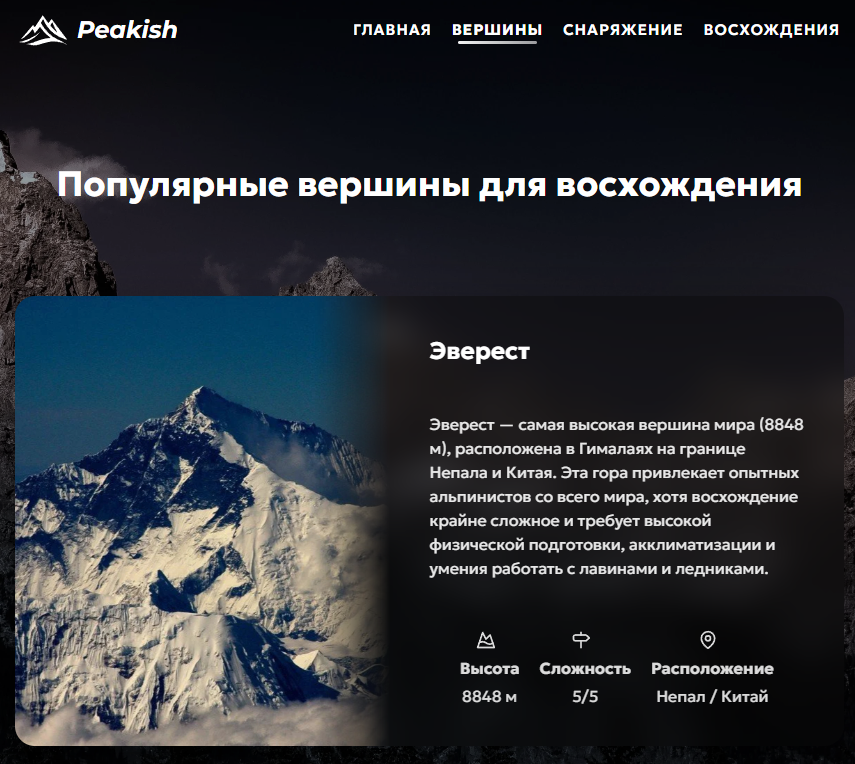 Peakish
ГЛАВНАЯ ВЕРШИНЫ СНАРЯЖЕНИЕ ВОСХОЖДЕНИЯ
Популярные вершины для восхождения
Эверест
Эверест — самая высокая вершина мира (8848
м), расположена в Гималаях на границе
Непала и Китая. Эта гора привлекает опытных
альпинистов со всего мира, хотя восхождение
крайне сложное и требует высокой
физической подготовки, акклиматизации и
умения работать с лавинами и ледниками.
Высота Сложность Расположение
8848 м 5/5 Непал / Китай